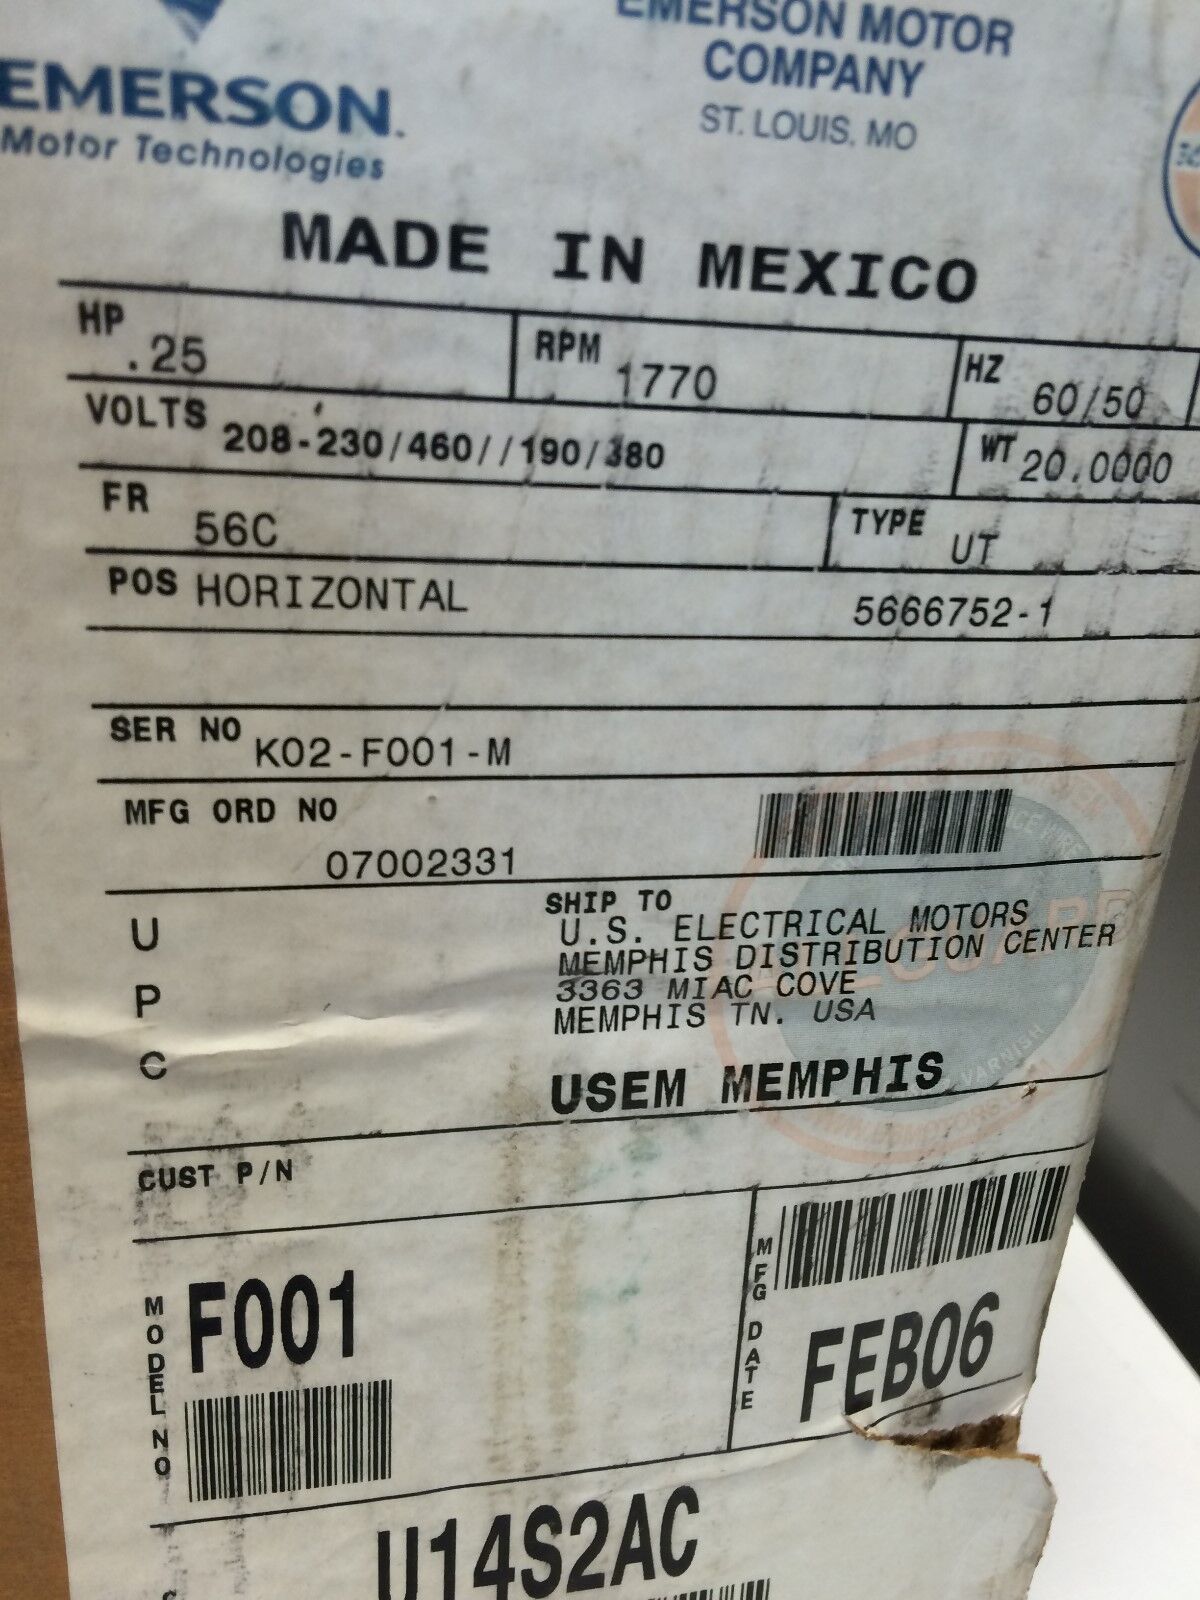 EMERSON.
Motor Technologies
EMERSON MOTOR
COMPANY
ST. LOUIS, MO
MADE IN MEXICO
HP .25
RPM 1770
HZ 60/50
VOLTS 208-230/460//190/380
WT 20.0000
FR 56C
TYPE UT
POS HORIZONTAL
5666752-1
SER NO K02-F001-M
MFG ORD NO
07002331
UPC
SHIP TO
U.S. ELECTRICAL MOTORS
MEMPHIS DISTRIBUTION CENTER
3363 MIAC COVE
MEMPHIS TN. USA
USEM MEMPHIS
VARNISH
CUST P/N
MODEL NO
F001
MFG DATE
FEB06
U14S2AC